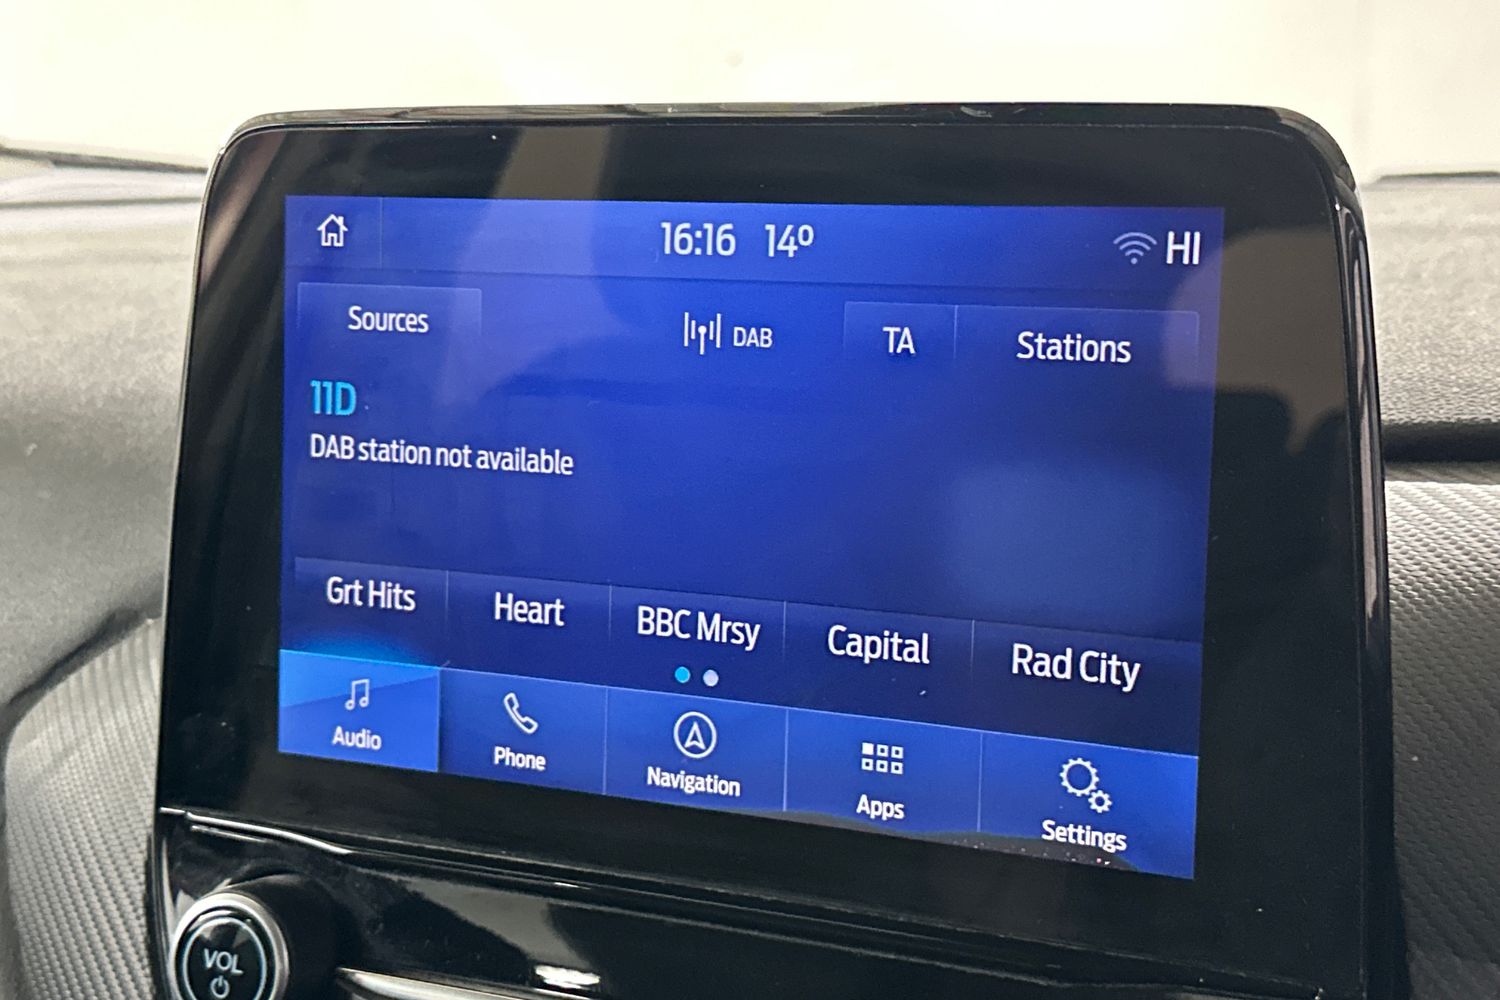 16:16 14º HI
Sources DAB TA Stations
11D
DAB station not available
Grt Hits Heart BBC Mrsy Capital Rad City
Audio Phone Navigation Apps Settings
VOL